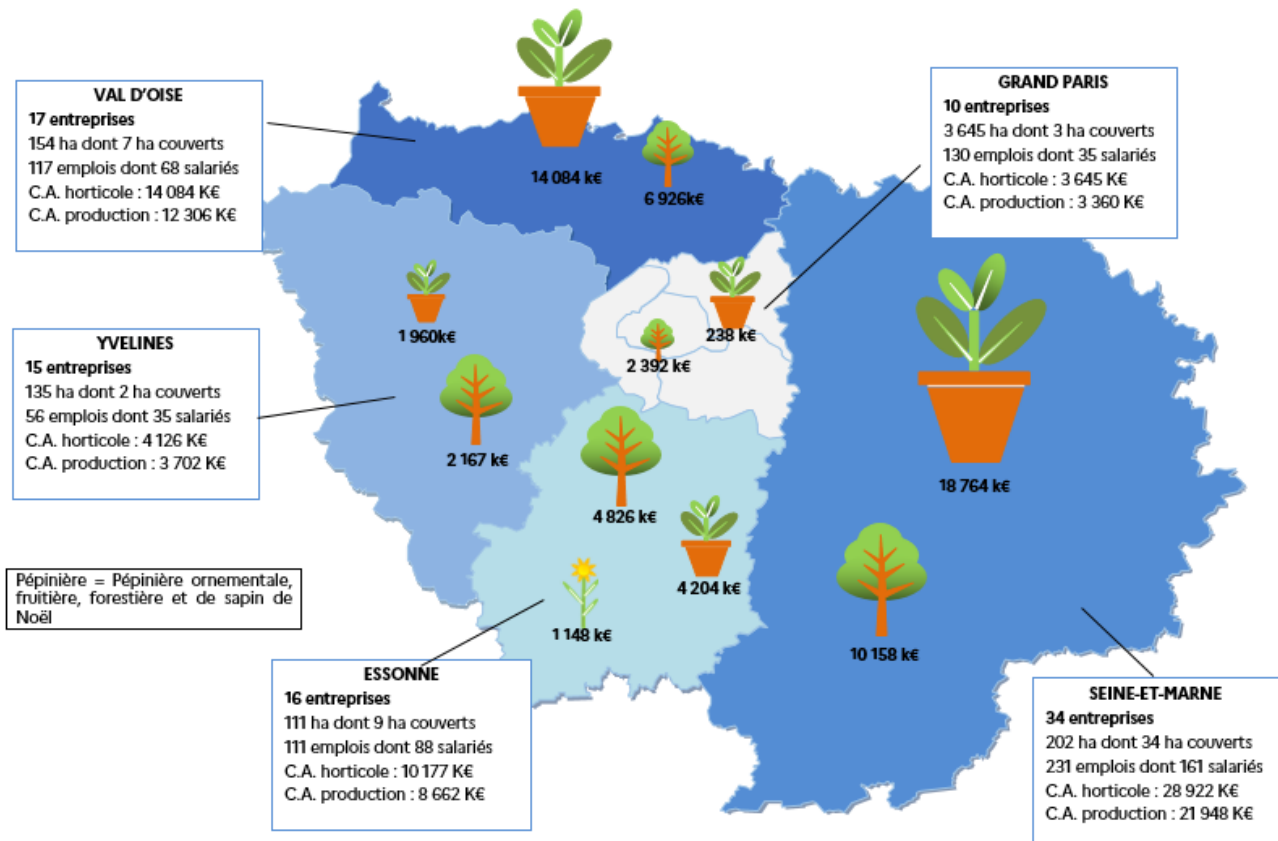 VAL D'OISE
17 entreprises
154 ha dont 7 ha couverts
117 emplois dont 68 salariés
C.A. horticole : 14 084 K€
C.A. production : 12 306 K€
GRAND PARIS
10 entreprises
3 645 ha dont 3 ha couverts
130 emplois dont 35 salariés
C.A. horticole : 3 645 K€
C.A. production : 3 360 K€
14 084 k€
6 926k€
1 960k€
238 k€
2 392 k€
YVELINES
15 entreprises
135 ha dont 2 ha couverts
56 emplois dont 35 salariés
C.A. horticole : 4 126 K€
C.A. production : 3 702 K€
2 167 k€
18 764 k€
4 826 k€
4 204 k€
1 148 k€
10 158 k€
Pépinière = Pépinière ornementale,
fruitière, forestière et de sapin de
Noël
ESSONNE
16 entreprises
111 ha dont 9 ha couverts
111 emplois dont 88 salariés
C.A. horticole : 10 177 K€
C.A. production : 8 662 K€
SEINE-ET-MARNE
34 entreprises
202 ha dont 34 ha couverts
231 emplois dont 161 salariés
C.A. horticole : 28 922 K€
C.A. production : 21 948 K€